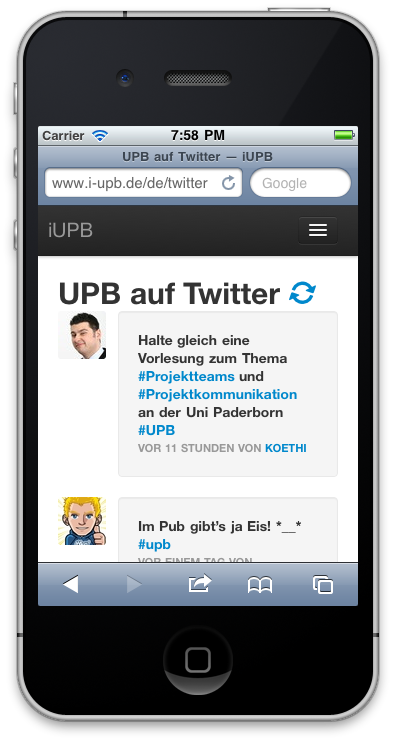 Carrier 7:58 PM
UPB auf Twitter — iUPB
www.i-upb.de/de/twitter Google
iUPB
UPB auf Twitter
Halte gleich eine
Vorlesung zum Thema
#Projektteams und
#Projektkommunikation
an der Uni Paderborn
#UPB
VOR 11 STUNDEN VON KOETHI
Im Pub gibt's ja Eis! *__*
#upb
VOR EINEM TAG VON